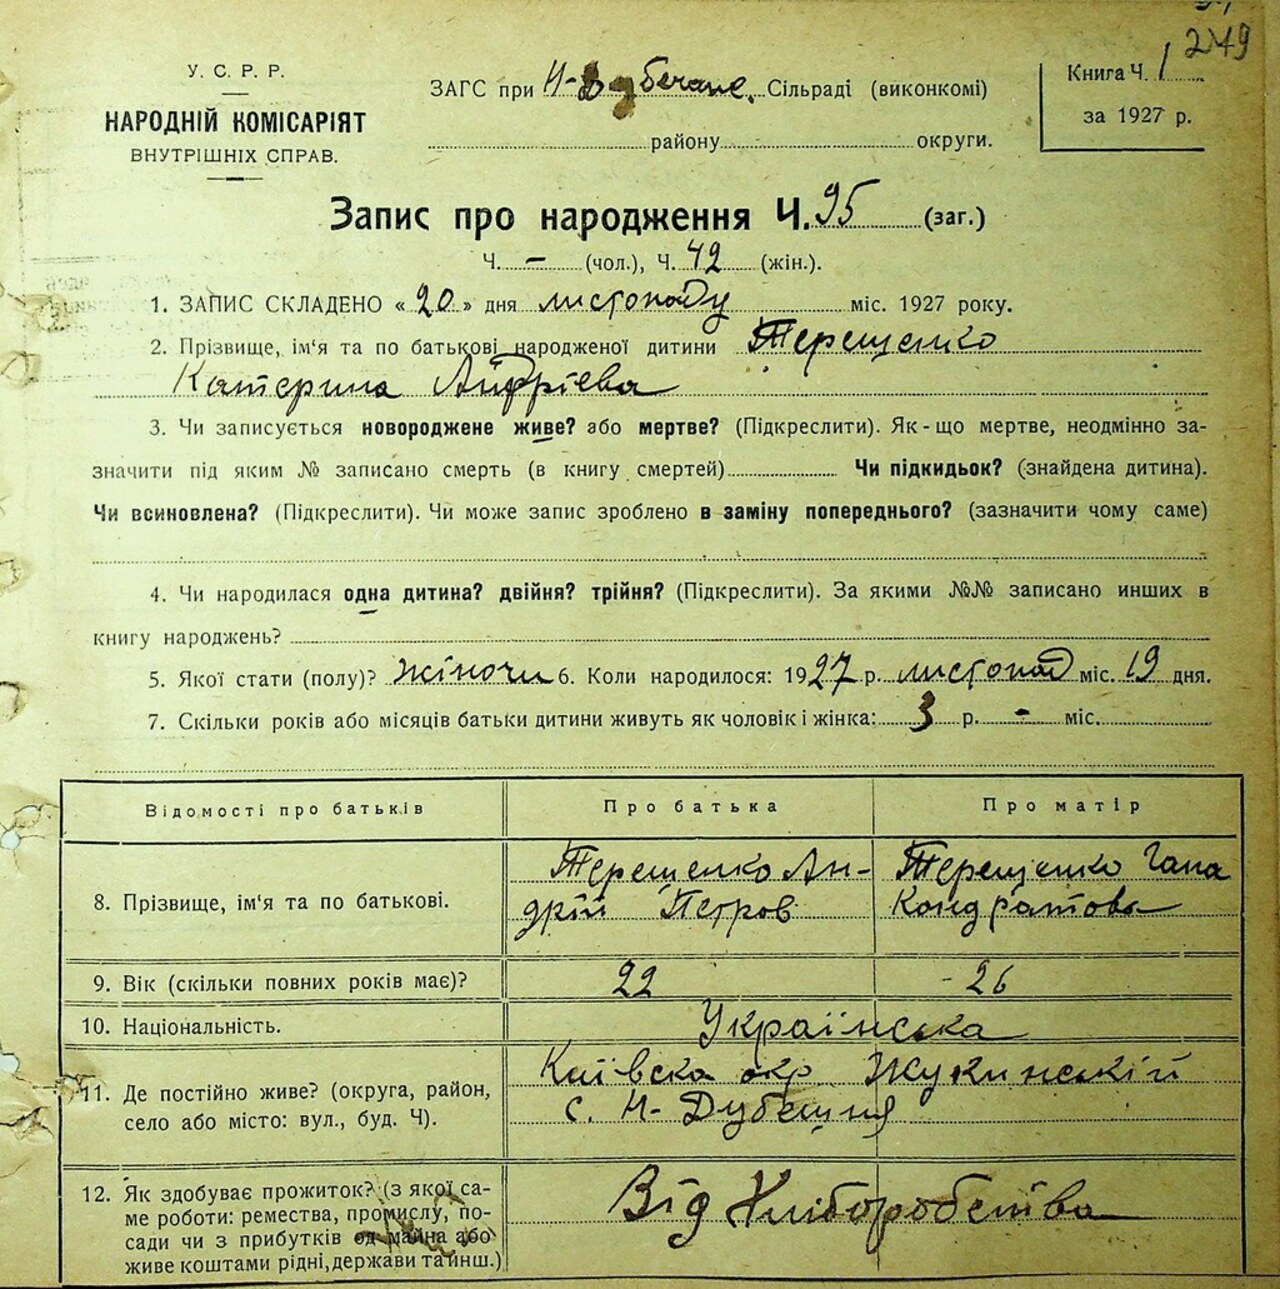 249
У. С. Р. Р.
НАРОДНІЙ КОМІСАРІЯТ
ВНУТРІШНІХ СПРАВ.
ЗАГС при Н-Дубечанс. Сільраді (виконкомі)
району округи.
Книга Ч. 1
за 1927 р.
Запис про народження Ч. 95 (заг.)
Ч. — (чол.), Ч. 42 (жін.).
1. ЗАПИС СКЛАДЕНО « 20 » дня листопаду міс. 1927 року.
2. Прізвище, ім‘я та по батькові народженої дитини Терещенко
Катерина Андрієва
3. Чи записується новороджене живе? або мертве? (Підкреслити). Як-що мертве, неодмінно за-
значити під яким № записано смерть (в книгу смертей) Чи підкидьок? (знайдена дитина).
Чи всиновлена? (Підкреслити). Чи може запис зроблено в заміну попереднього? (зазначити чому саме)
4. Чи народилася одна дитина? двійня? трійня? (Підкреслити). За якими №№ записано инших в
книгу народжень?
5. Якої стати (полу)? жіночи 6. Коли народилося: 1927 р. листопад міс. 19 дня.
7. Скільки років або місяців батьки дитини живуть як чоловік і жінка: 3 р. - міс.
Відомості про батьків Про батька Про матір
8. Прізвище, ім‘я та по батькові.
Терещенко Ан-
дрій Петров
Терещенко Гана
Кондратова
9. Вік (скільки повних років має)? 22 26
10. Національність. Українська
11. Де постійно живе? (округа, район,
село або місто: вул., буд. Ч).
Київска окр. Жукинський
с. Н-Дубешня
12. Як здобуває прожиток? (з якої са-
ме роботи: ремества, промислу, по-
сади чи з прибутків од майна або
живе коштами рідні, держави та инш.)
Від Хліборобства